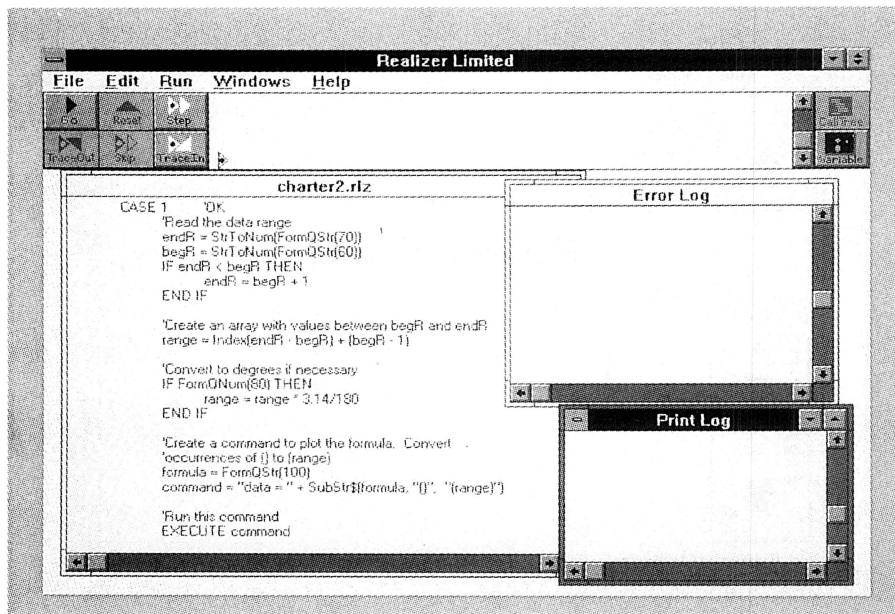 Realizer Limited
File Edit Run Windows Help
Go Reset Step
CallTree
TraceOut Skip TraceIn
Variable
charter2.rlz
CASE 1 'OK
'Read the data range
endR = StrToNum(FormQStr(70))
begR = StrToNum(FormQStr(60))
IF endR < begR THEN
endR = begR + 1
END IF
'Create an array with values between begR and endR
range = Index(endR - begR) + (begR - 1)
'Convert to degrees if necessary
IF FormQNum(80) THEN
range = range * 3.14/180
END IF
'Create a command to plot the formula. Convert
'occurrences of {} to (range)
formula = FormQStr(100)
command = "data = " + SubStr$(formula, "{}", "(range)")
'Run this command
EXECUTE command
Error Log
Print Log